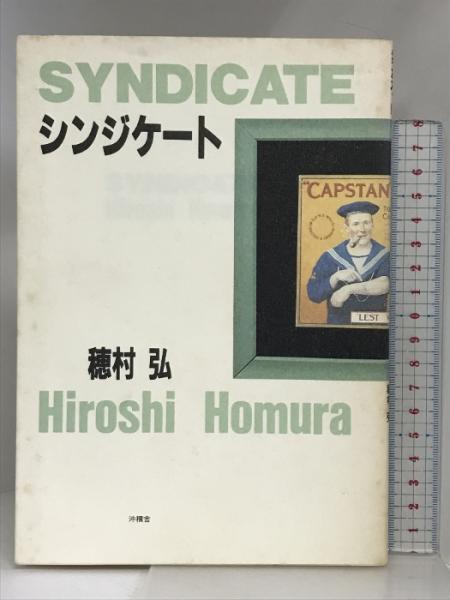 SYNDICATE
シンジケート
"CAPSTAN
LEST
穂村 弘
Hiroshi Homura
沖積舎